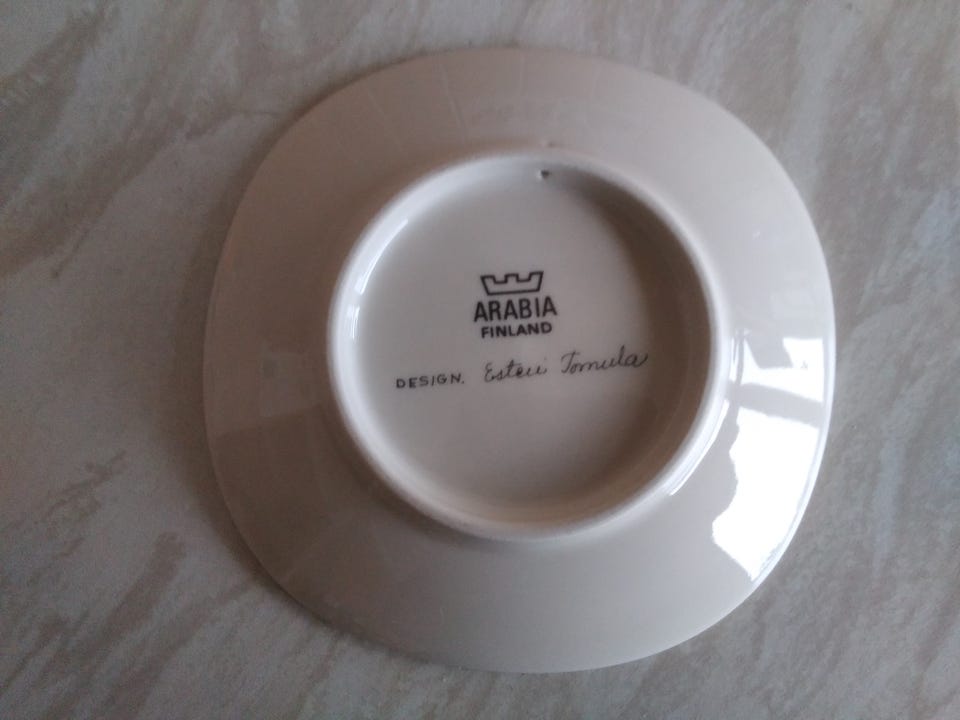 ARABIA
FINLAND
DESIGN. Esteri Tomula